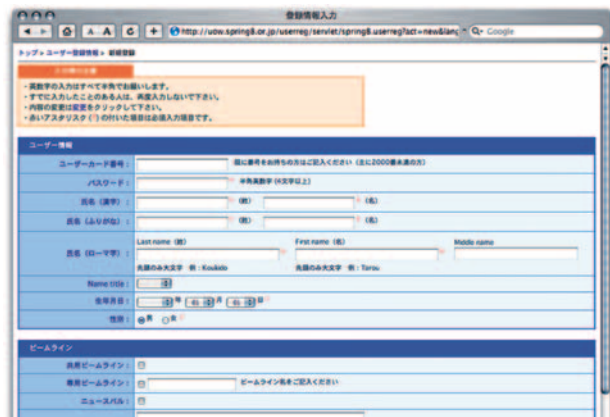 登録情報入力
A A C + http://uow.spring8.or.jp/userreg/servlet/spring8.userreg?act=new&lang Q- Google
トップ > ユーザー登録情報 > 新規登録
・英数字の入力はすべて半角でお願いします。
・すでに入力したことのある人は、再度入力しないで下さい。
・内容の変更は変更をクリックして下さい。
・赤いアスタリスク (*) の付いた項目は必須入力項目です。
ユーザー情報
ユーザーカード番号： 既に番号をお持ちの方はご記入ください（主に2000番未満の方）
パスワード： * 半角英数字 (6文字以上)
氏名（漢字）： * (姓) * (名)
氏名（ふりがな）： * (姓) * (名)
Last name (姓) First name (名) Middle name
氏名（ローマ字）： * *
先頭のみ大文字 例：Koukido 先頭のみ大文字 例：Tarou
Name title：
生年月日： 年 月 日 *
性別： 男 女 *
ビームライン
共用ビームライン：
専用ビームライン： ビームライン名をご記入ください
ニュースバル：